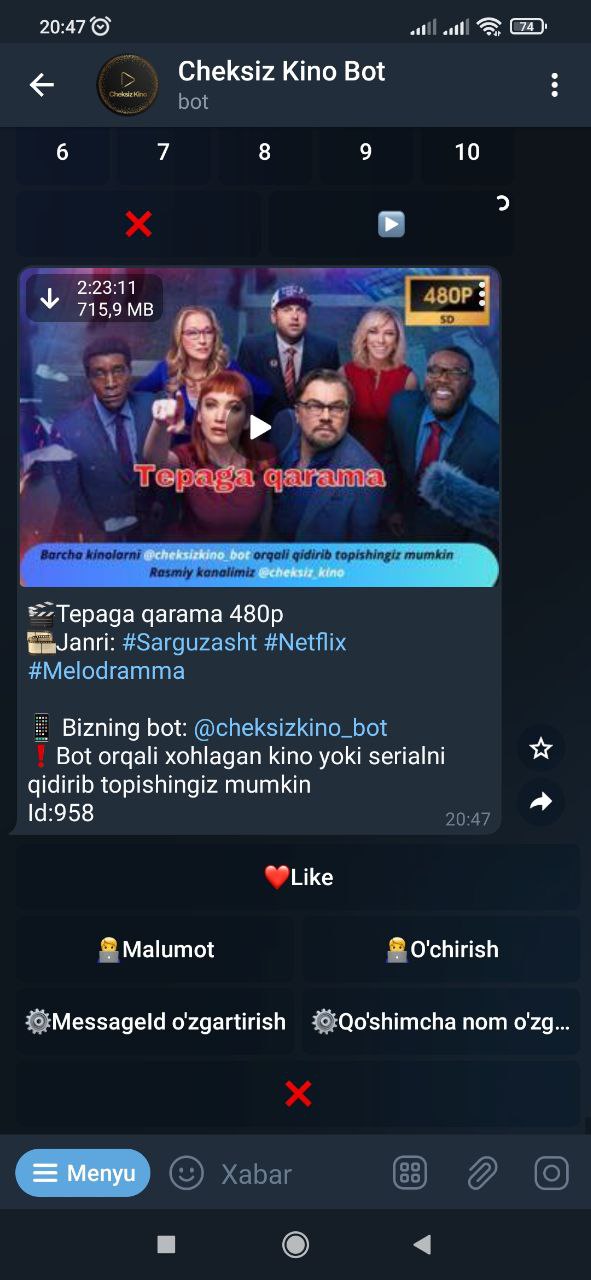 20:47
74
Cheksiz Kino Bot
bot
Cheksiz Kino
6 7 8 9 10
2:23:11
715,9 MB
480P
SD
Tepaga qarama
Barcha kinolarni @cheksizkino_bot orqali qidirib topishingiz mumkin
Rasmiy kanalimiz @cheksiz_kino
Tepaga qarama 480p
Janri: #Sarguzasht #Netflix
#Melodramma
Bizning bot: @cheksizkino_bot
❗Bot orqali xohlagan kino yoki serialni
qidirib topishingiz mumkin
Id:958
20:47
Like
Malumot
O'chirish
MessageId o'zgartirish
Qo'shimcha nom o'zg...
Menyu
Xabar